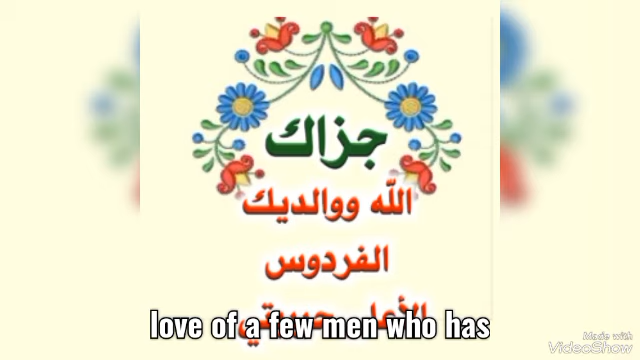 جزاك
الله ووالديك
الفردوس
love of a few men who has
Made with
VideoShow